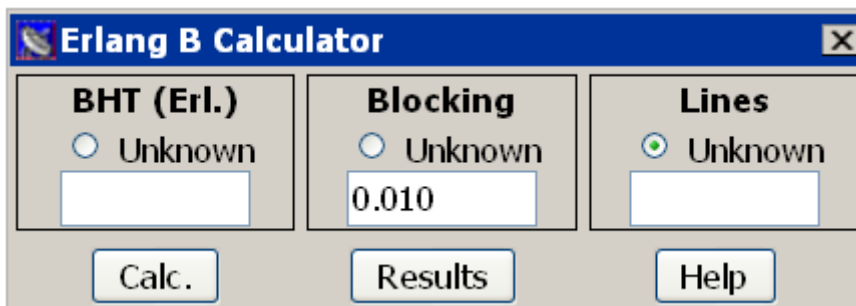 Erlang B Calculator
BHT (Erl.) Blocking Lines
Unknown Unknown Unknown
0.010
Calc. Results Help